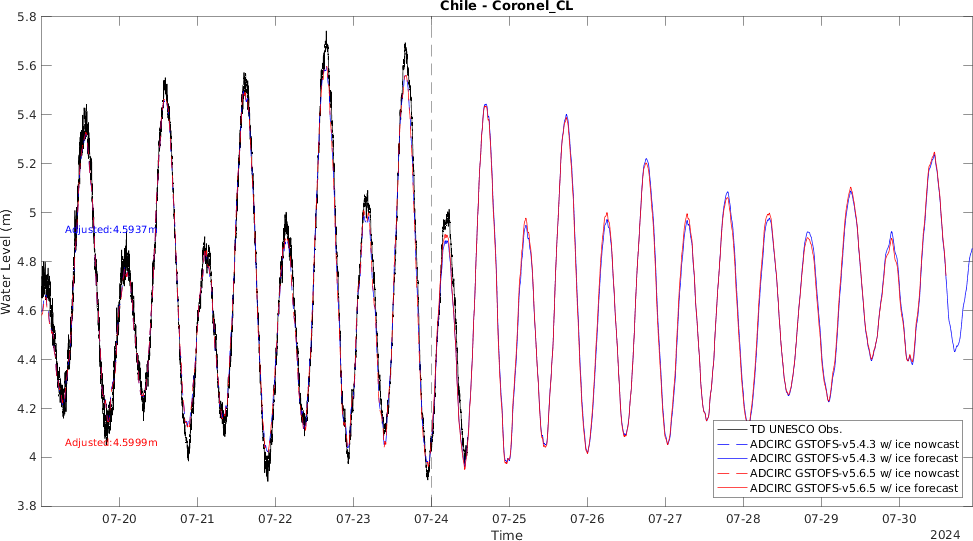 Chile - Coronel_CL
5.8
5.6
5.4
5.2
5
4.8
4.6
4.4
4.2
4
3.8
Water Level (m)
Adjusted:4.5937m
Adjusted:4.5999m
TD UNESCO Obs.
ADCIRC GSTOFS-v5.4.3 w/ ice nowcast
ADCIRC GSTOFS-v5.4.3 w/ ice forecast
ADCIRC GSTOFS-v5.6.5 w/ ice nowcast
ADCIRC GSTOFS-v5.6.5 w/ ice forecast
07-20 07-21 07-22 07-23 07-24 07-25 07-26 07-27 07-28 07-29 07-30
Time
2024